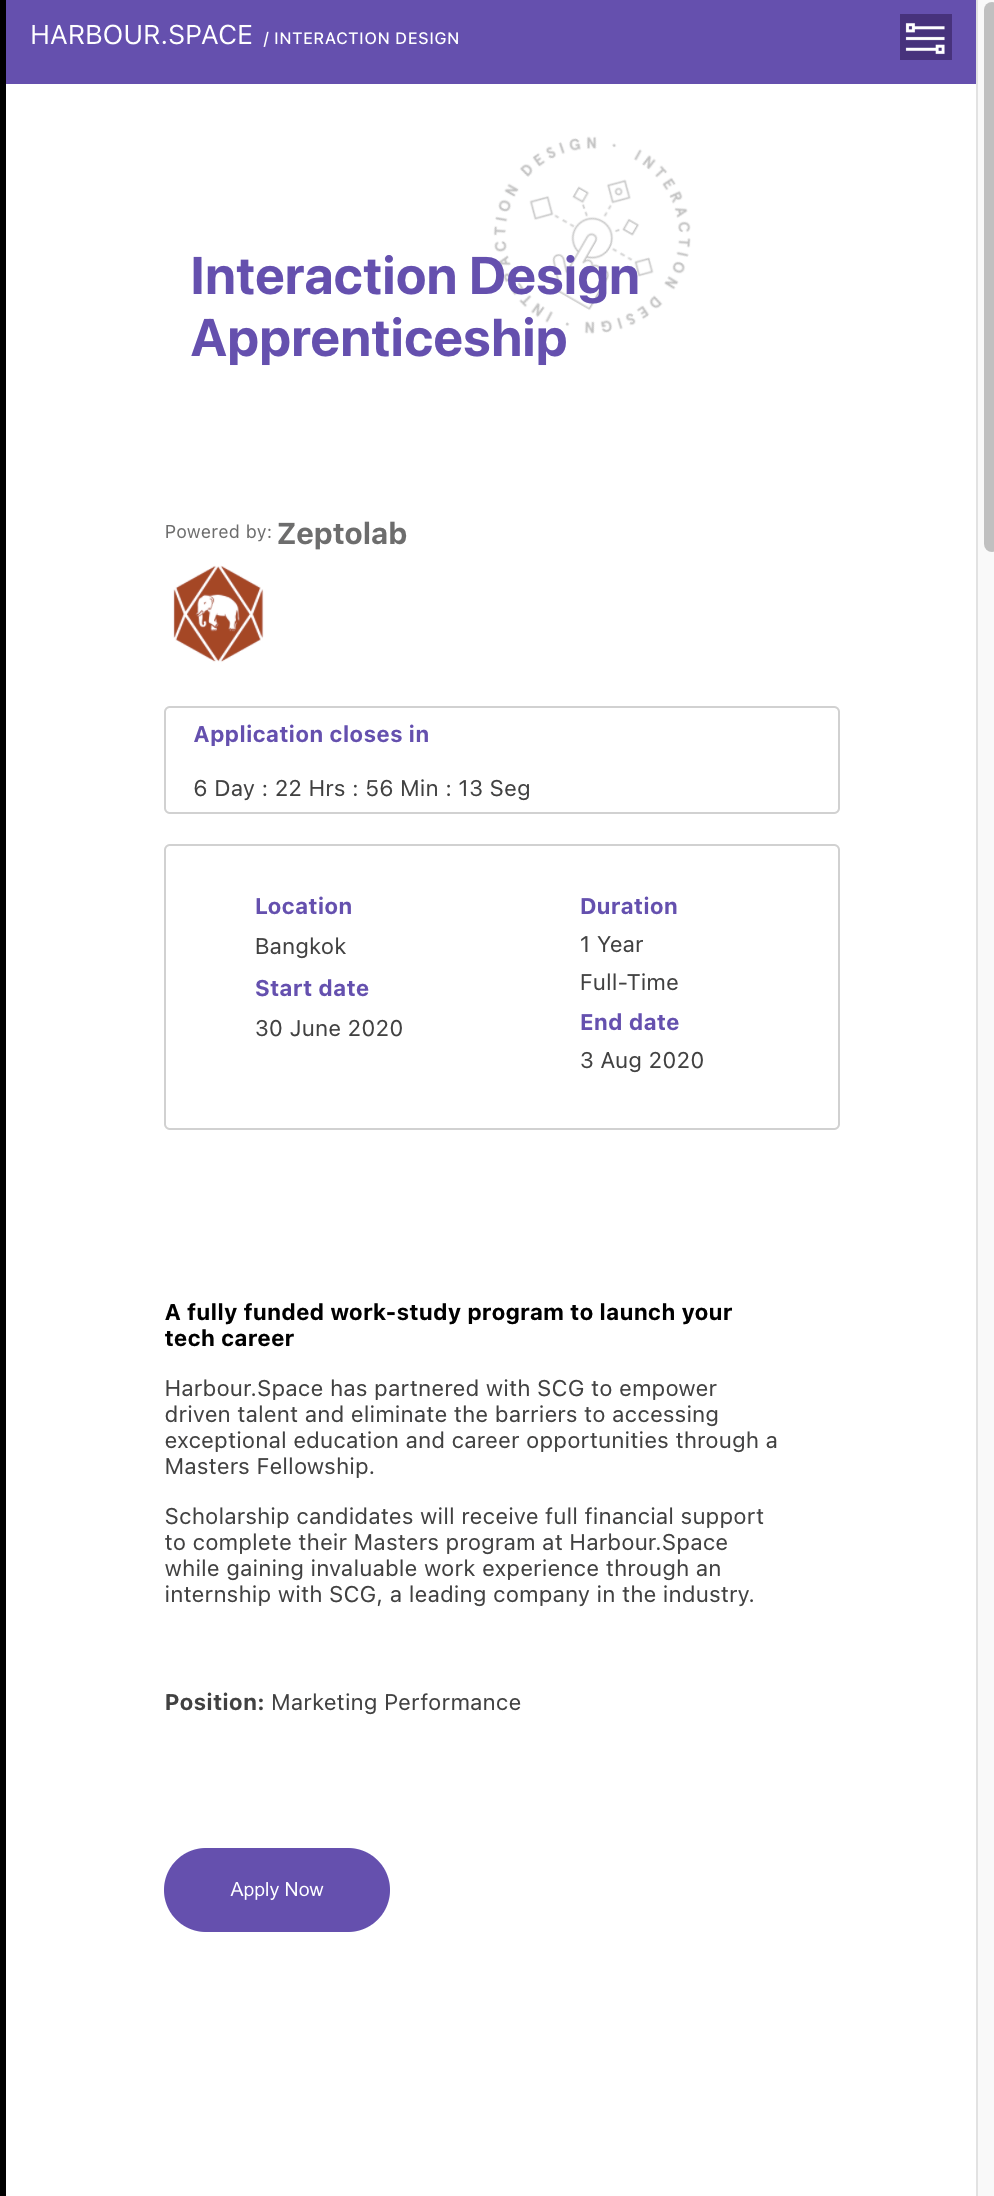 HARBOUR.SPACE / INTERACTION DESIGN
INTERACTION DESIGN · INTERACTION DESIGN · INTERACTION DESIGN ·
Interaction Design
Apprenticeship
Powered by: Zeptolab
Application closes in
6 Day : 22 Hrs : 56 Min : 13 Seg
Location
Bangkok
Start date
30 June 2020
Duration
1 Year
Full-Time
End date
3 Aug 2020
A fully funded work-study program to launch your
tech career
Harbour.Space has partnered with SCG to empower
driven talent and eliminate the barriers to accessing
exceptional education and career opportunities through a
Masters Fellowship.
Scholarship candidates will receive full financial support
to complete their Masters program at Harbour.Space
while gaining invaluable work experience through an
internship with SCG, a leading company in the industry.
Position: Marketing Performance
Apply Now